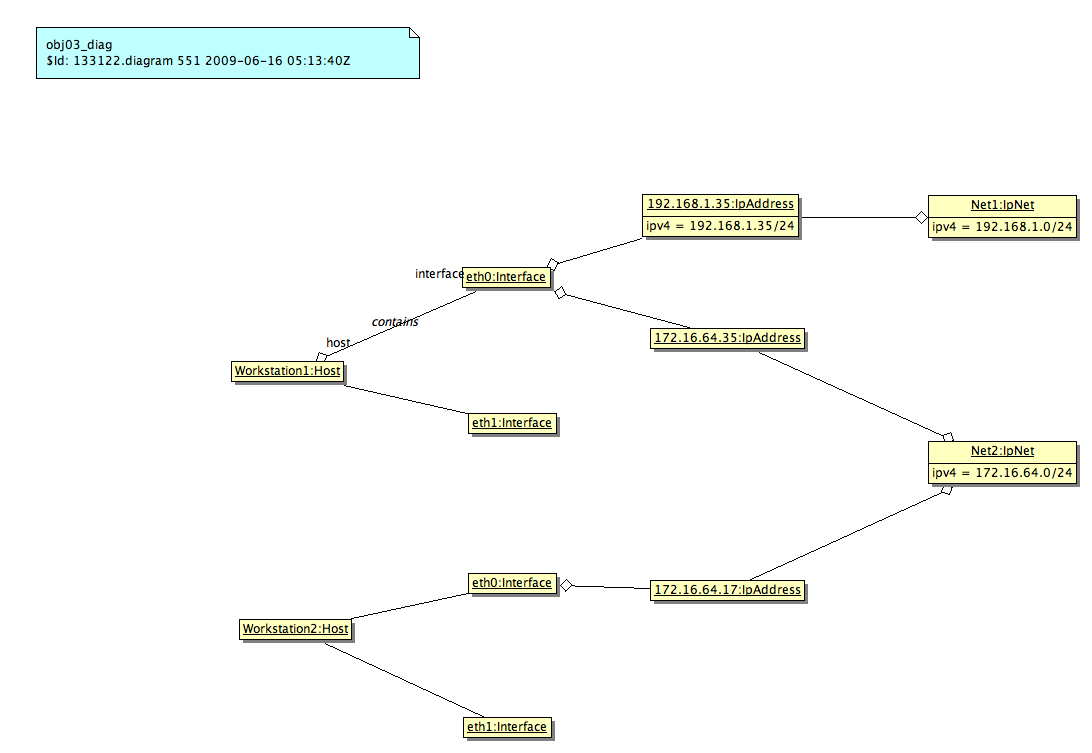 obj03_diag
$Id: 133122.diagram 551 2009-06-16 05:13:40Z
192.168.1.35:IpAddress
ipv4 = 192.168.1.35/24
Net1:IpNet
ipv4 = 192.168.1.0/24
interface
eth0:Interface
contains
host
172.16.64.35:IpAddress
Workstation1:Host
eth1:Interface
Net2:IpNet
ipv4 = 172.16.64.0/24
eth0:Interface
172.16.64.17:IpAddress
Workstation2:Host
eth1:Interface